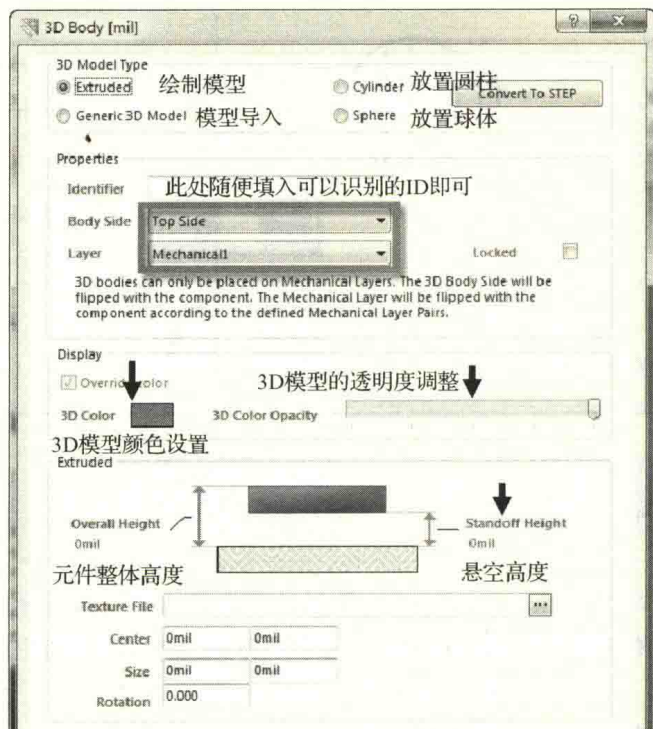 3D Body [mil]
3D Model Type
Extruded 绘制模型 Cylinder 放置圆柱 Convert To STEP
Generic 3D Model 模型导入 Sphere 放置球体
Properties
Identifier 此处随便填入可以识别的ID即可
Body Side Top Side
Layer Mechanical1 Locked
3D bodies can only be placed on Mechanical Layers. The 3D Body Side will be
flipped with the component. The Mechanical Layer will be flipped with the
component according to the defined Mechanical Layer Pairs.
Display
Override color 3D模型的透明度调整
3D Color 3D Color Opacity
3D模型颜色设置
Extruded
Overall Height Standoff Height
0mil 0mil
元件整体高度 悬空高度
Texture File ...
Center 0mil 0mil
Size 0mil 0mil
Rotation 0.000